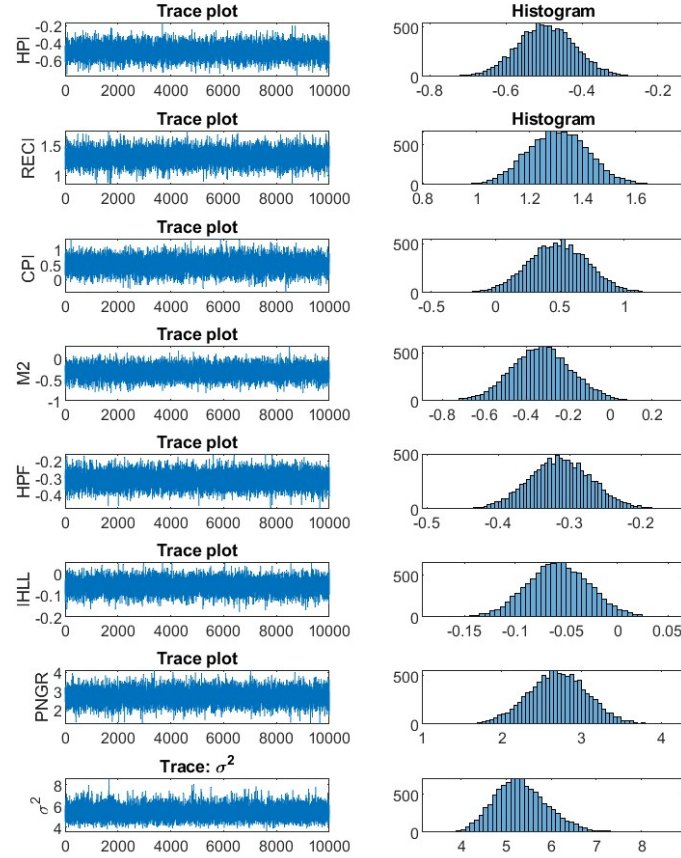 Trace plot Histogram
HPI
-0.2
-0.4
-0.6
0 2000 4000 6000 8000 10000
500
0
-0.8 -0.6 -0.4 -0.2
Trace plot Histogram
RECI
1.5
1
0 2000 4000 6000 8000 10000
500
0
0.8 1 1.2 1.4 1.6
Trace plot
CPI
1
0.5
0
0 2000 4000 6000 8000 10000
500
0
-0.5 0 0.5 1
Trace plot
M2
0
-0.5
-1
0 2000 4000 6000 8000 10000
500
0
-0.8 -0.6 -0.4 -0.2 0 0.2
Trace plot
HPF
-0.2
-0.3
-0.4
0 2000 4000 6000 8000 10000
500
0
-0.5 -0.4 -0.3 -0.2
Trace plot
IHLL
0
-0.1
-0.2
0 2000 4000 6000 8000 10000
500
0
-0.15 -0.1 -0.05 0 0.05
Trace plot
PNGR
4
3
2
0 2000 4000 6000 8000 10000
500
0
1 2 3 4
Trace: σ²
σ²
8
6
4
0 2000 4000 6000 8000 10000
500
0
4 5 6 7 8